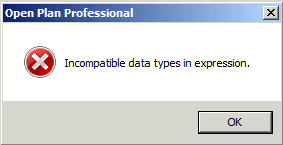 Open Plan Professional
Incompatible data types in expression.
OK